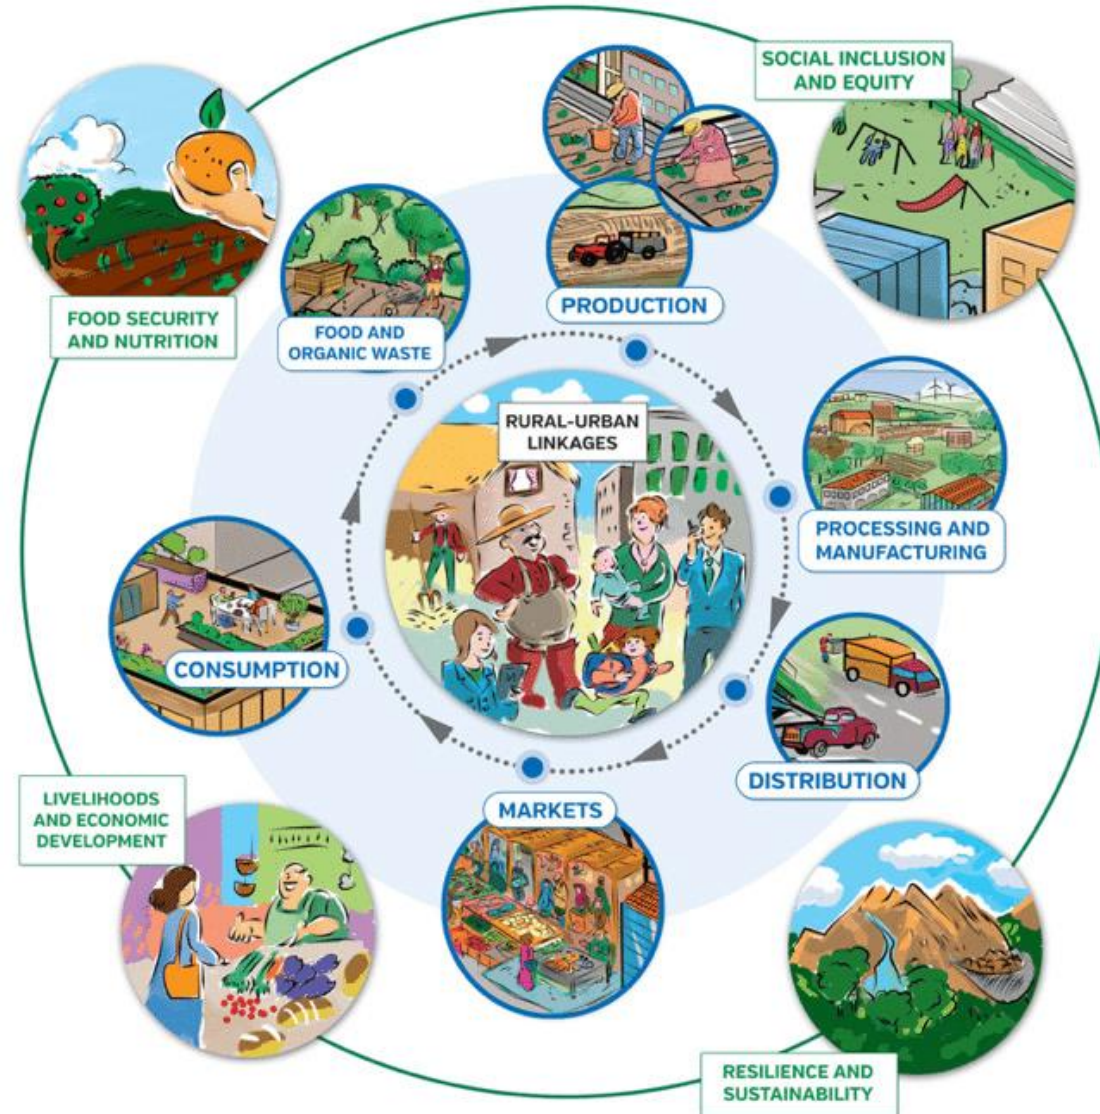 SOCIAL INCLUSION
AND EQUITY
FOOD SECURITY
AND NUTRITION
FOOD AND
ORGANIC WASTE
PRODUCTION
RURAL-URBAN
LINKAGES
PROCESSING AND
MANUFACTURING
CONSUMPTION
DISTRIBUTION
MARKETS
LIVELIHOODS
AND ECONOMIC
DEVELOPMENT
RESILIENCE AND
SUSTAINABILITY